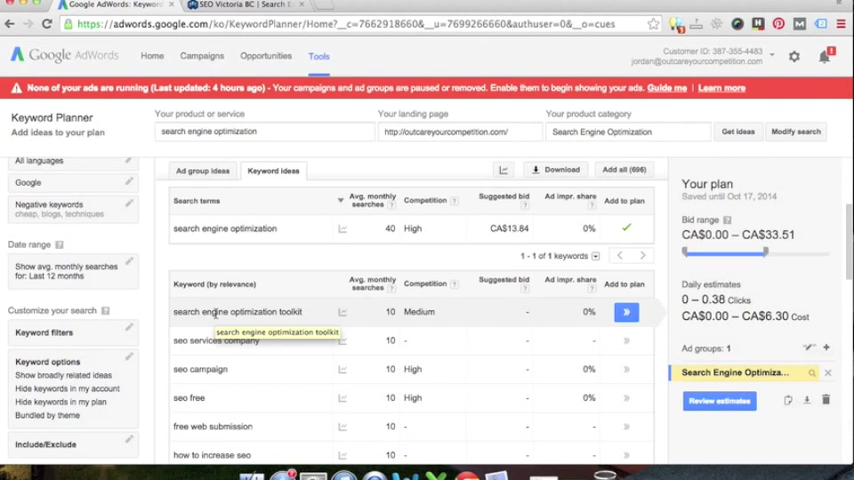 Google AdWords: Keywor
SEO Victoria BC | Search E
https://adwords.google.com/ko/KeywordPlanner/Home?__c=7662918660&__u=7699266660&authuser=0&__o=cues
Google AdWords
Home
Campaigns
Opportunities
Tools
Customer ID: 387-355-4483
jordan@outcareyourcompetition.com
None of your ads are running (Last updated: 4 hours ago) - Your campaigns and ad groups are paused or removed. Enable them to begin showing your ads. Guide me | Learn more
Keyword Planner
Add ideas to your plan
Your product or service
search engine optimization
Your landing page
http://outcareyourcompetition.com/
Your product category
Search Engine Optimization
Get ideas
Modify search
All languages
Google
Negative keywords
cheap, blogs, techniques
Date range ?
Show avg. monthly searches
for: Last 12 months
Customize your search ?
Keyword filters
Keyword options
Show broadly related ideas
Hide keywords in my account
Hide keywords in my plan
Bundled by theme
Include/Exclude
Ad group ideas
Keyword ideas
Download
Add all (696)
Search terms
Avg. monthly searches ?
Competition ?
Suggested bid ?
Ad impr. share ?
Add to plan
search engine optimization 40 High CA$13.84 0%
1 - 1 of 1 keywords
Keyword (by relevance)
Avg. monthly searches ?
Competition ?
Suggested bid ?
Ad impr. share ?
Add to plan
search engine optimization toolkit 10 Medium - 0% »
search engine optimization toolkit
seo services company 10 - - - »
seo campaign 10 High - 0% »
seo free 10 High - 0% »
free web submission 10 - - - »
how to increase seo 10 - - - »
Your plan
Saved until Oct 17, 2014
Bid range ?
CA$0.00 – CA$33.51
Daily estimates
0 – 0.38 Clicks
CA$0.00 – CA$6.30 Cost
Ad groups: 1
Search Engine Optimiza...
Review estimates